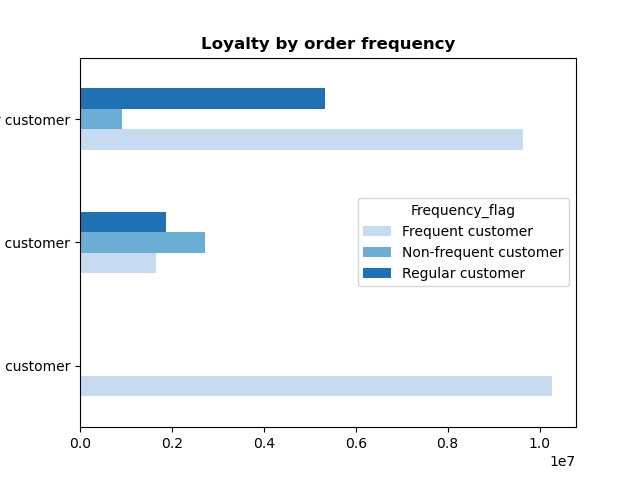 Loyalty by order frequency
customer
customer
customer
Frequency_flag
Frequent customer
Non-frequent customer
Regular customer
0.0 0.2 0.4 0.6 0.8 1.0
1e7